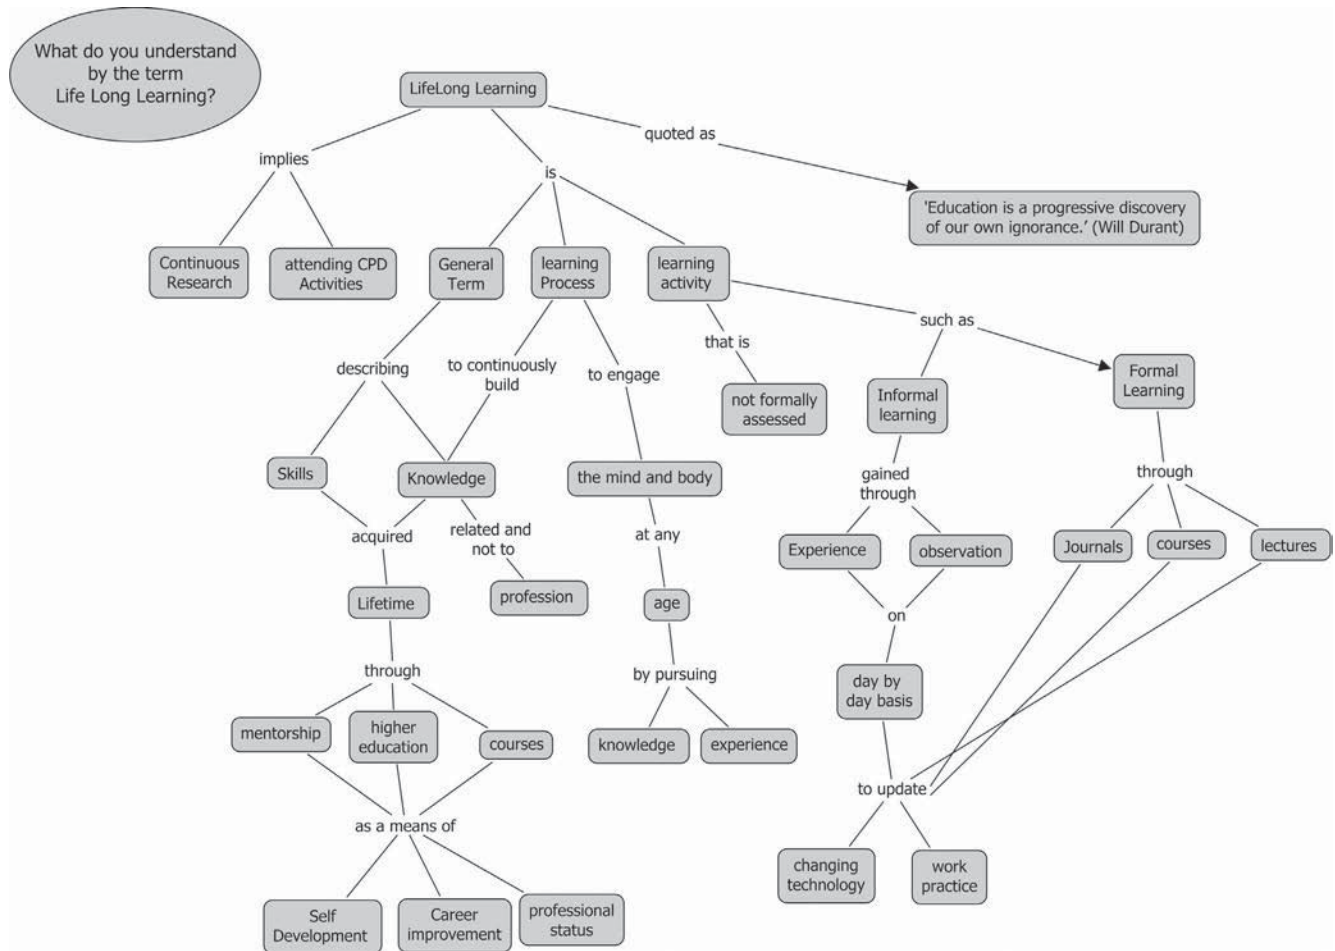 What do you understand
by the term
Life Long Learning?
LifeLong Learning
quoted as
implies
is
'Education is a progressive discovery
of our own ignorance.' (Will Durant)
Continuous
Research
attending CPD
Activities
General
Term
learning
Process
learning
activity
such as
that is
describing
to continuously
build
to engage
not formally
assessed
Informal
learning
Formal
Learning
Skills
Knowledge
the mind and body
gained
through
through
acquired
related and
not to
at any
Experience
observation
Journals
courses
lectures
Lifetime
profession
age
on
through
by pursuing
day by
day basis
mentorship
higher
education
courses
knowledge
experience
to update
as a means of
changing
technology
work
practice
Self
Development
Career
improvement
professional
status